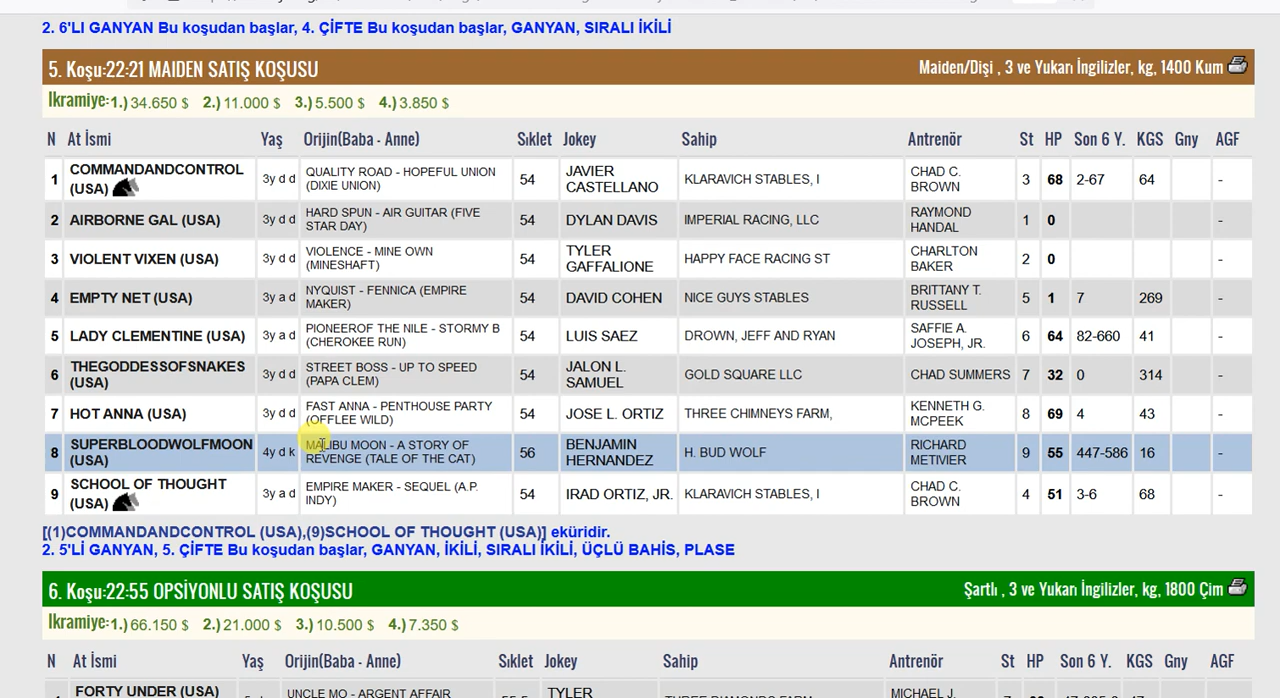 2. 6'LI GANYAN Bu koşudan başlar, 4. ÇİFTE Bu koşudan başlar, GANYAN, SIRALI İKİLİ
5. Koşu:22:21 MAIDEN SATIŞ KOŞUSU Maiden/Dişi , 3 ve Yukarı İngilizler, kg, 1400 Kum
İkramiye:1.) 34.650 $ 2.) 11.000 $ 3.) 5.500 $ 4.) 3.850 $
N At İsmi Yaş Orijin(Baba - Anne) Sıklet Jokey Sahip Antrenör St HP Son 6 Y. KGS Gny AGF
1 COMMANDANDCONTROL (USA) 3y d d QUALITY ROAD - HOPEFUL UNION (DIXIE UNION) 54 JAVIER CASTELLANO KLARAVICH STABLES, I CHAD C. BROWN 3 68 2-67 64 -
2 AIRBORNE GAL (USA) 3y d d HARD SPUN - AIR GUITAR (FIVE STAR DAY) 54 DYLAN DAVIS IMPERIAL RACING, LLC RAYMOND HANDAL 1 0 -
3 VIOLENT VIXEN (USA) 3y d d VIOLENCE - MINE OWN (MINESHAFT) 54 TYLER GAFFALIONE HAPPY FACE RACING ST CHARLTON BAKER 2 0 -
4 EMPTY NET (USA) 3y a d NYQUIST - FENNICA (EMPIRE MAKER) 54 DAVID COHEN NICE GUYS STABLES BRITTANY T. RUSSELL 5 1 7 269 -
5 LADY CLEMENTINE (USA) 3y a d PIONEEROF THE NILE - STORMY B (CHEROKEE RUN) 54 LUIS SAEZ DROWN, JEFF AND RYAN SAFFIE A. JOSEPH, JR. 6 64 82-660 41 -
6 THEGODDESSOFSNAKES (USA) 3y d d STREET BOSS - UP TO SPEED (PAPA CLEM) 54 JALON L. SAMUEL GOLD SQUARE LLC CHAD SUMMERS 7 32 0 314 -
7 HOT ANNA (USA) 3y d d FAST ANNA - PENTHOUSE PARTY (OFFLEE WILD) 54 JOSE L. ORTIZ THREE CHIMNEYS FARM, KENNETH G. MCPEEK 8 69 4 43 -
8 SUPERBLOODWOLFMOON (USA) 4y d k MALIBU MOON - A STORY OF REVENGE (TALE OF THE CAT) 56 BENJAMIN HERNANDEZ H. BUD WOLF RICHARD METIVIER 9 55 447-586 16 -
9 SCHOOL OF THOUGHT (USA) 3y a d EMPIRE MAKER - SEQUEL (A.P. INDY) 54 IRAD ORTIZ, JR. KLARAVICH STABLES, I CHAD C. BROWN 4 51 3-6 68 -
[(1)COMMANDANDCONTROL (USA),(9)SCHOOL OF THOUGHT (USA)] eküridir.
2. 5'Lİ GANYAN, 5. ÇİFTE Bu koşudan başlar, GANYAN, İKİLİ, SIRALI İKİLİ, ÜÇLÜ BAHİS, PLASE
6. Koşu:22:55 OPSİYONLU SATIŞ KOŞUSU Şartlı , 3 ve Yukarı İngilizler, kg, 1800 Çim
İkramiye:1.) 66.150 $ 2.) 21.000 $ 3.) 10.500 $ 4.) 7.350 $
N At İsmi Yaş Orijin(Baba - Anne) Sıklet Jokey Sahip Antrenör St HP Son 6 Y. KGS Gny AGF
FORTY UNDER (USA) UNCLE MO - ARGENT AFFAIR TYLER MICHAEL J.